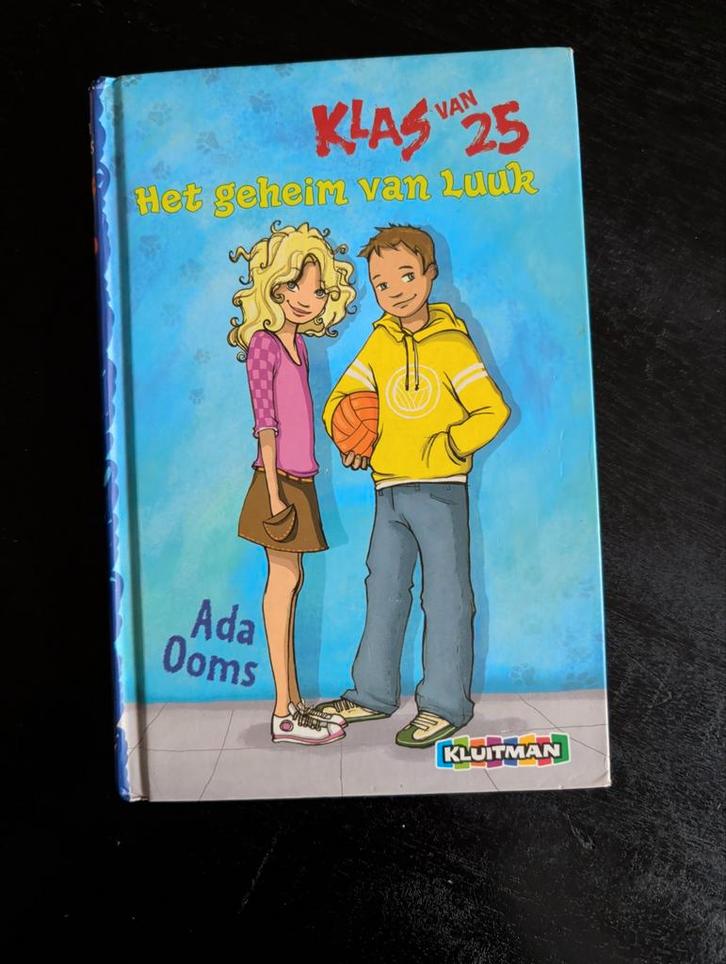 KLAS VAN 25
Het geheim van Luuk
Ada
Ooms
KLUITMAN